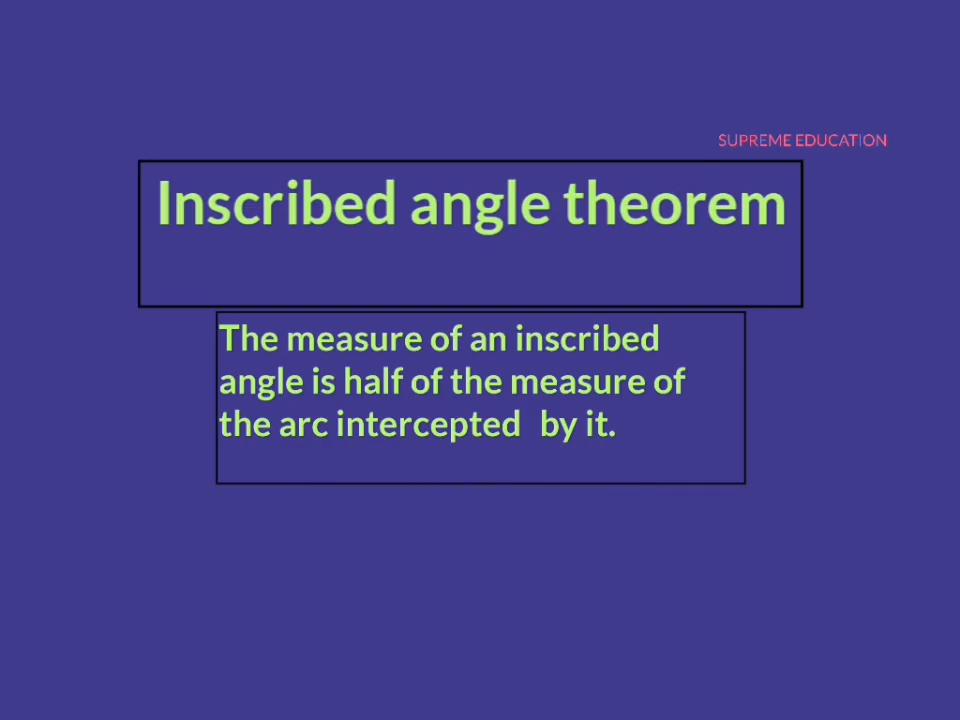 SUPREME EDUCATION
Inscribed angle theorem
The measure of an inscribed
angle is half of the measure of
the arc intercepted by it.